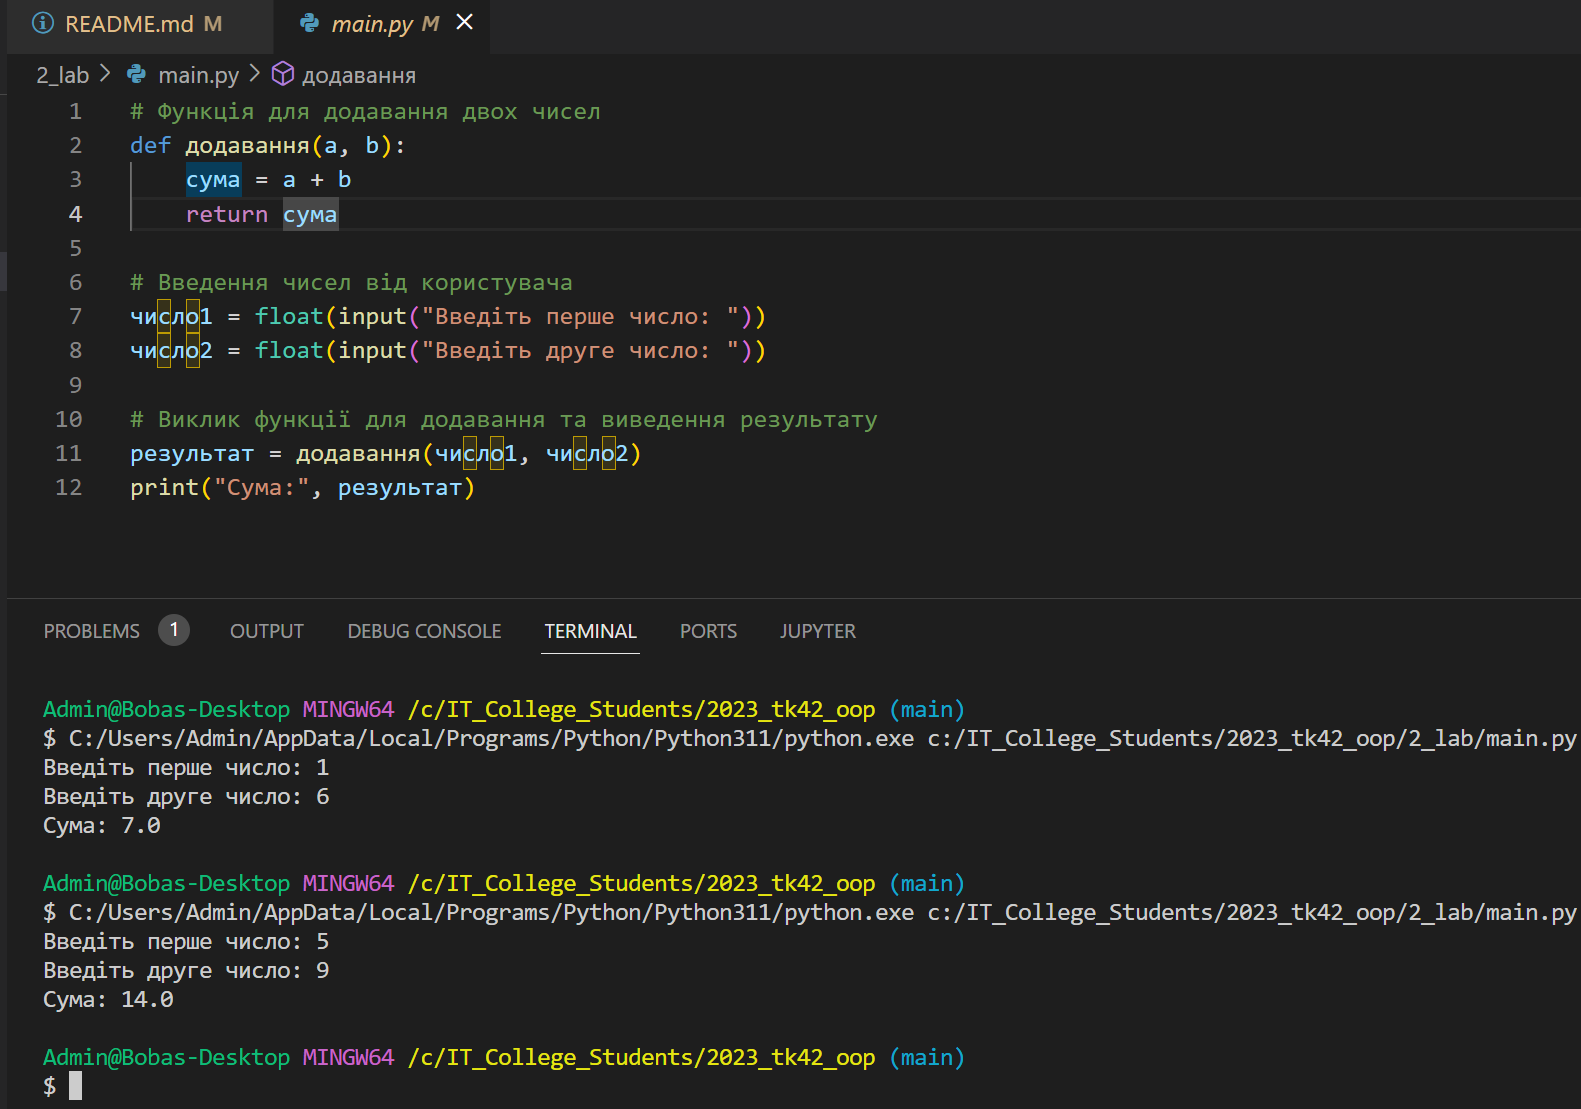 README.md M main.py M
2_lab > main.py > додавання
1 # Функція для додавання двох чисел
2 def додавання(a, b):
3 сума = a + b
4 return сума
5
6 # Введення чисел від користувача
7 число1 = float(input("Введіть перше число: "))
8 число2 = float(input("Введіть друге число: "))
9
10 # Виклик функції для додавання та виведення результату
11 результат = додавання(число1, число2)
12 print("Сума:", результат)
PROBLEMS 1 OUTPUT DEBUG CONSOLE TERMINAL PORTS JUPYTER
Admin@Bobas-Desktop MINGW64 /c/IT_College_Students/2023_tk42_oop (main)
$ C:/Users/Admin/AppData/Local/Programs/Python/Python311/python.exe c:/IT_College_Students/2023_tk42_oop/2_lab/main.py
Введіть перше число: 1
Введіть друге число: 6
Сума: 7.0
Admin@Bobas-Desktop MINGW64 /c/IT_College_Students/2023_tk42_oop (main)
$ C:/Users/Admin/AppData/Local/Programs/Python/Python311/python.exe c:/IT_College_Students/2023_tk42_oop/2_lab/main.py
Введіть перше число: 5
Введіть друге число: 9
Сума: 14.0
Admin@Bobas-Desktop MINGW64 /c/IT_College_Students/2023_tk42_oop (main)
$